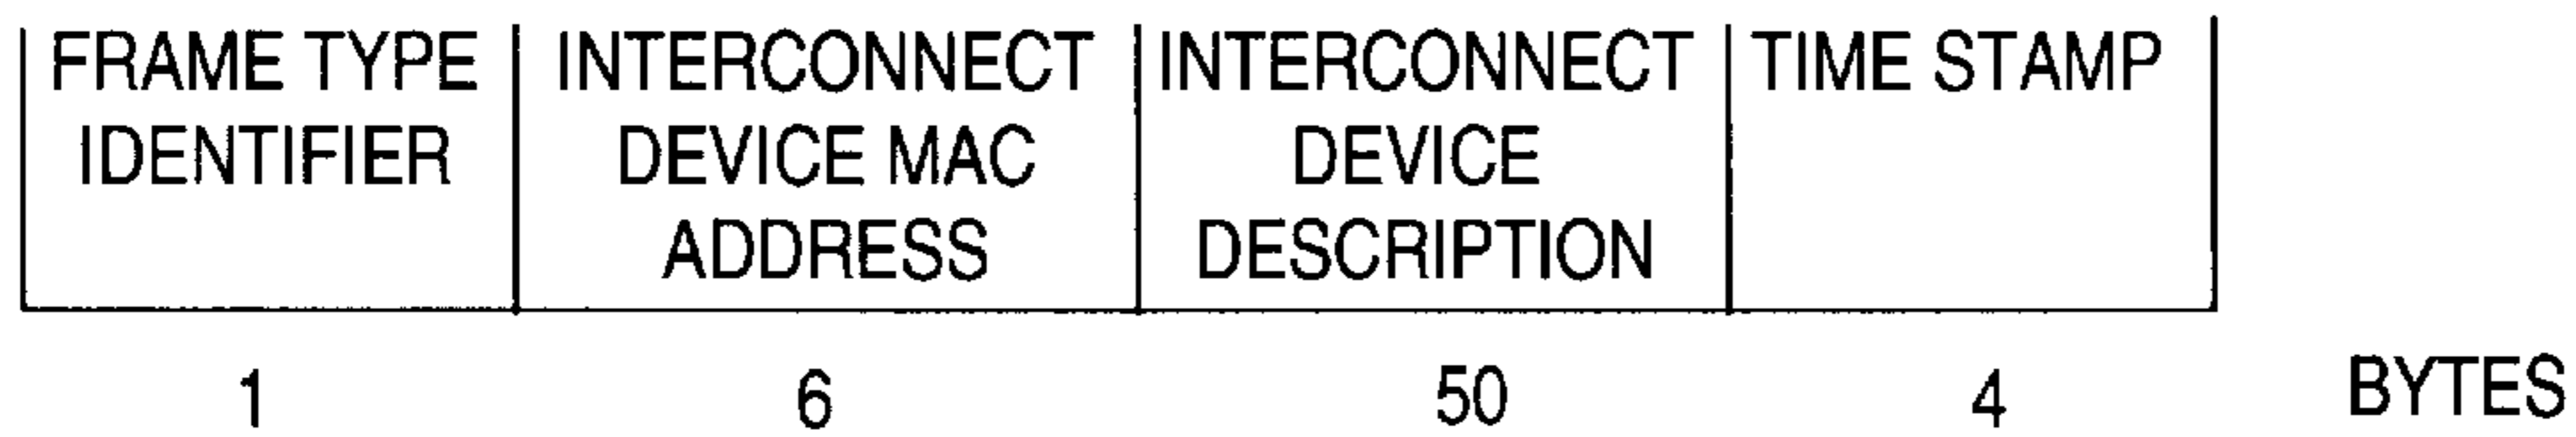 FRAME TYPE
IDENTIFIER
INTERCONNECT
DEVICE MAC
ADDRESS
INTERCONNECT
DEVICE
DESCRIPTION
TIME STAMP
1 6 50 4 BYTES